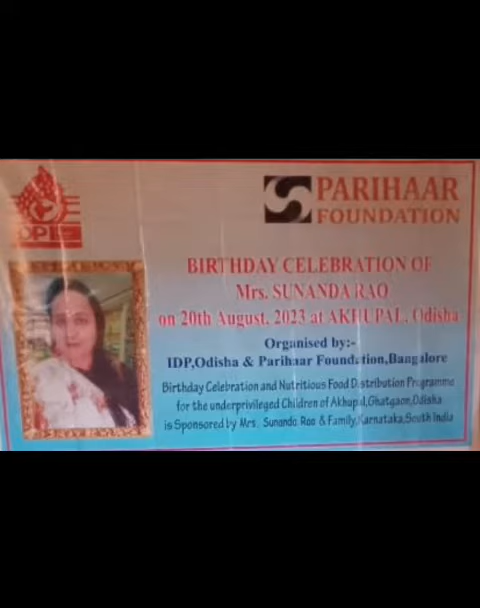 PARIHAAR
FOUNDATION
BIRTHDAY CELEBRATION OF
Mrs. SUNANDA RAO
on 20th August, 2023 at AKHUPAL, Odisha
Organised by:-
IDP,Odisha & Parihaar Foundation,Bangalore
Birthday Celebration and Nutritious Food Distribution Programme
for the underprivileged Children of Akhupal,Ghatgaon,Odisha
is Sponsored by Mrs. Sunanda Rao & Family,Karnataka,South India